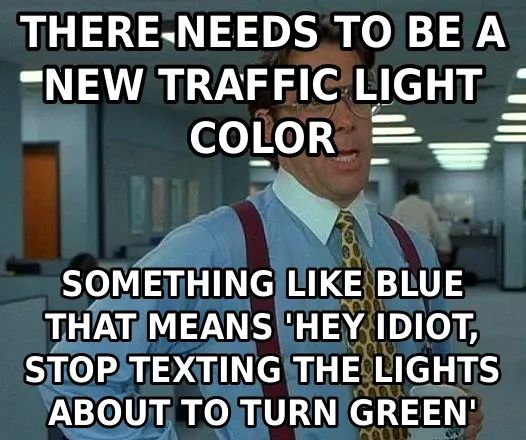 THERE NEEDS TO BE A
NEW TRAFFIC LIGHT
COLOR
SOMETHING LIKE BLUE
THAT MEANS 'HEY IDIOT,
STOP TEXTING THE LIGHTS
ABOUT TO TURN GREEN'